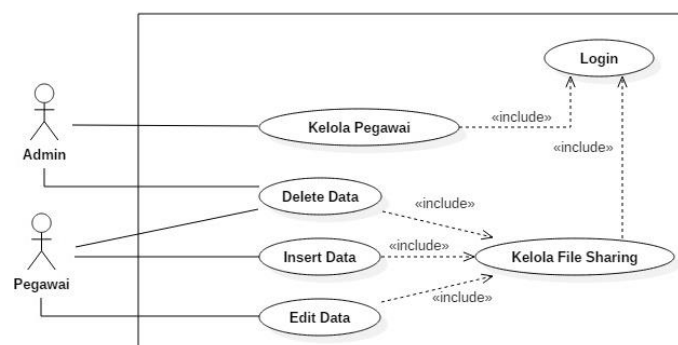 Login
«include»
Kelola Pegawai
Admin
«include»
Delete Data
«include»
«include»
Insert Data
Kelola File Sharing
Pegawai
«include»
Edit Data